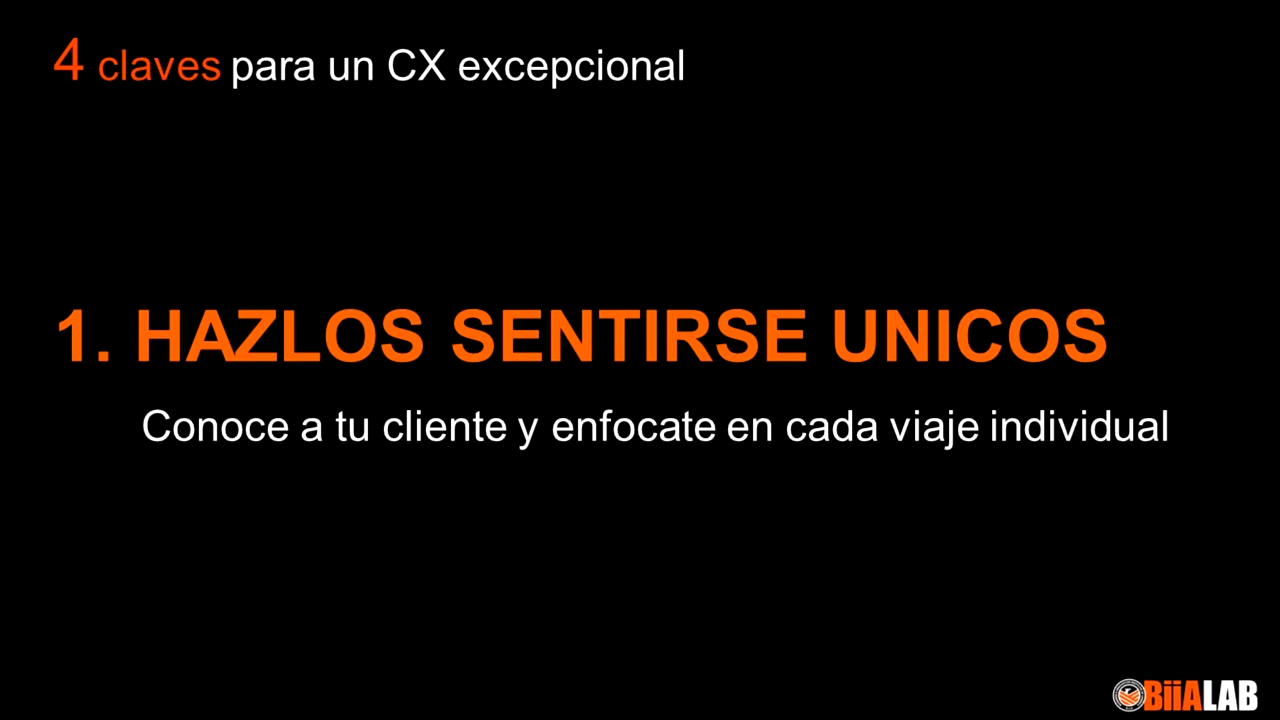 4 claves para un CX excepcional
1. HAZLOS SENTIRSE UNICOS
Conoce a tu cliente y enfocate en cada viaje individual
BiiALAB